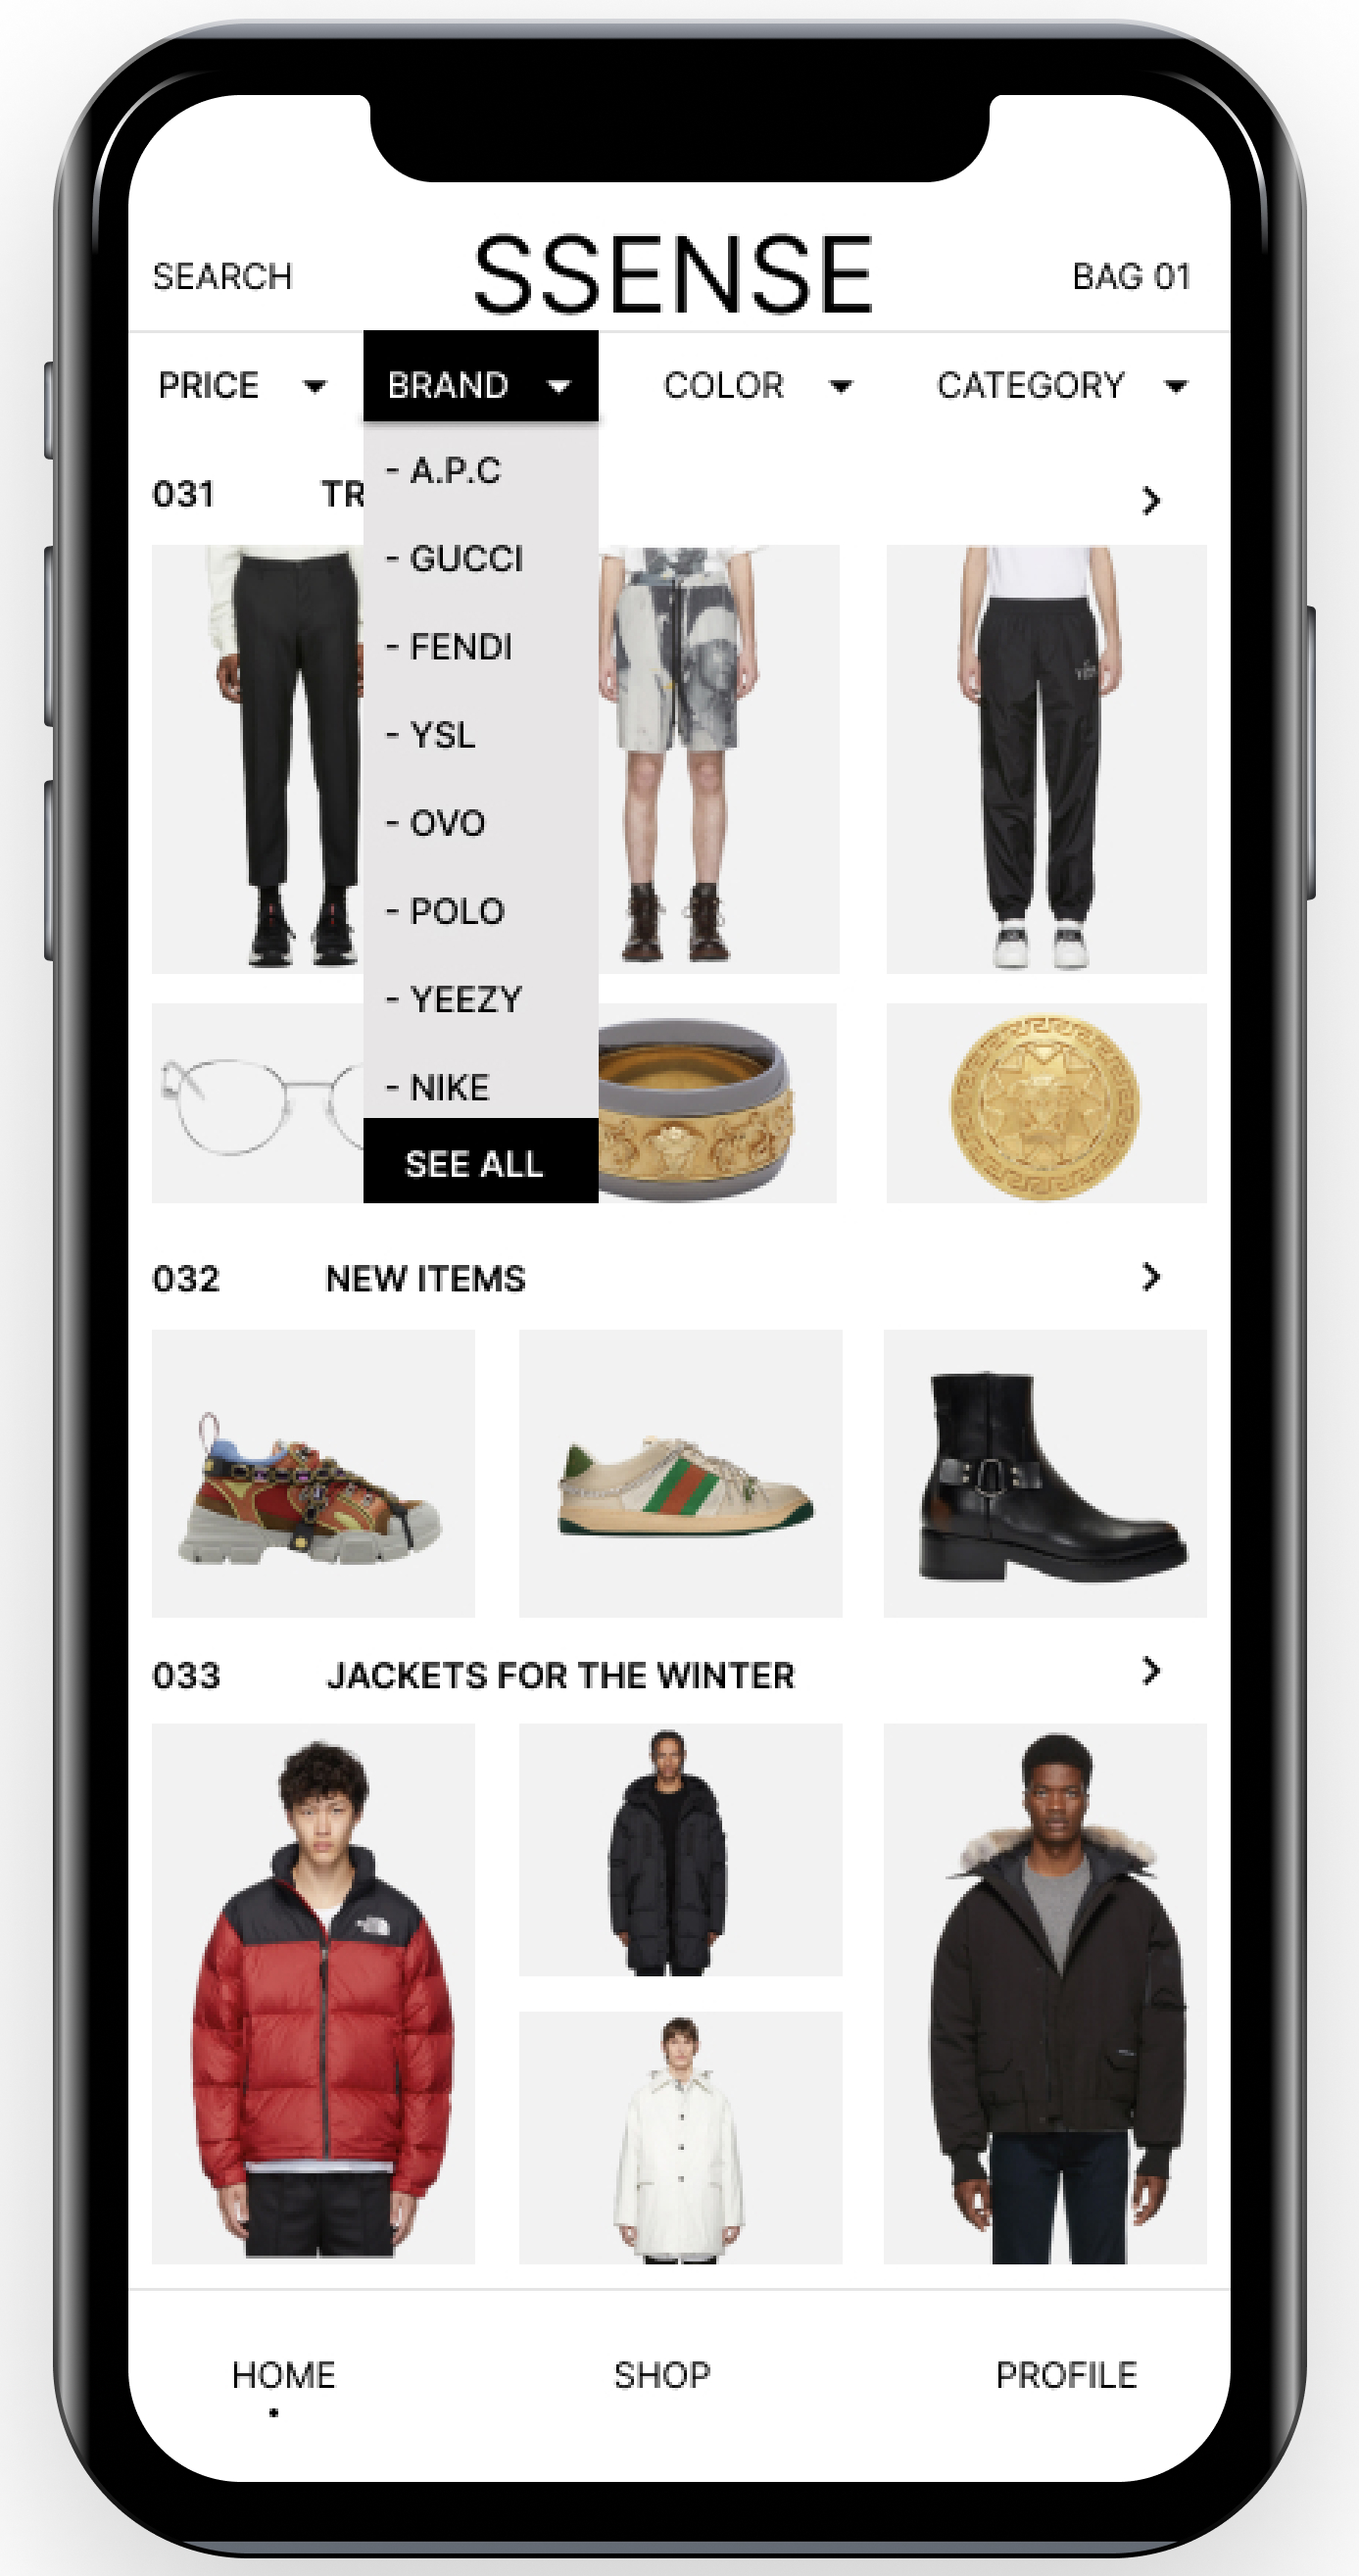 SEARCH SSENSE BAG 01
PRICE BRAND COLOR CATEGORY
- A.P.C
031 TR
- GUCCI
- FENDI
- YSL
- OVO
- POLO
- YEEZY
- NIKE
SEE ALL
032 NEW ITEMS
033 JACKETS FOR THE WINTER
HOME SHOP PROFILE